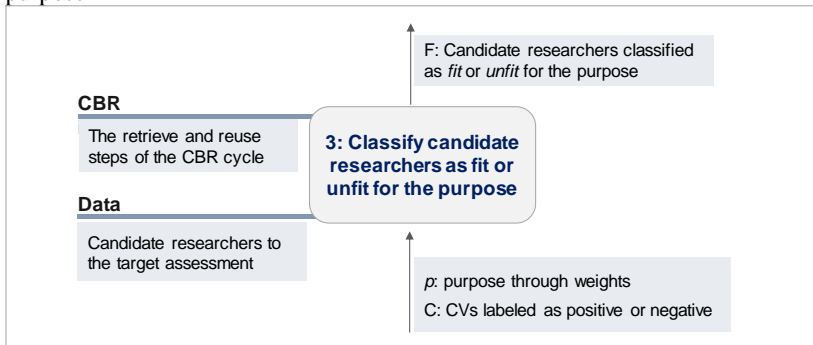 F: Candidate researchers classified
as fit or unfit for the purpose
CBR
The retrieve and reuse
steps of the CBR cycle
3: Classify candidate
researchers as fit or
unfit for the purpose
Data
Candidate researchers to
the target assessment
p: purpose through weights
C: CVs labeled as positive or negative